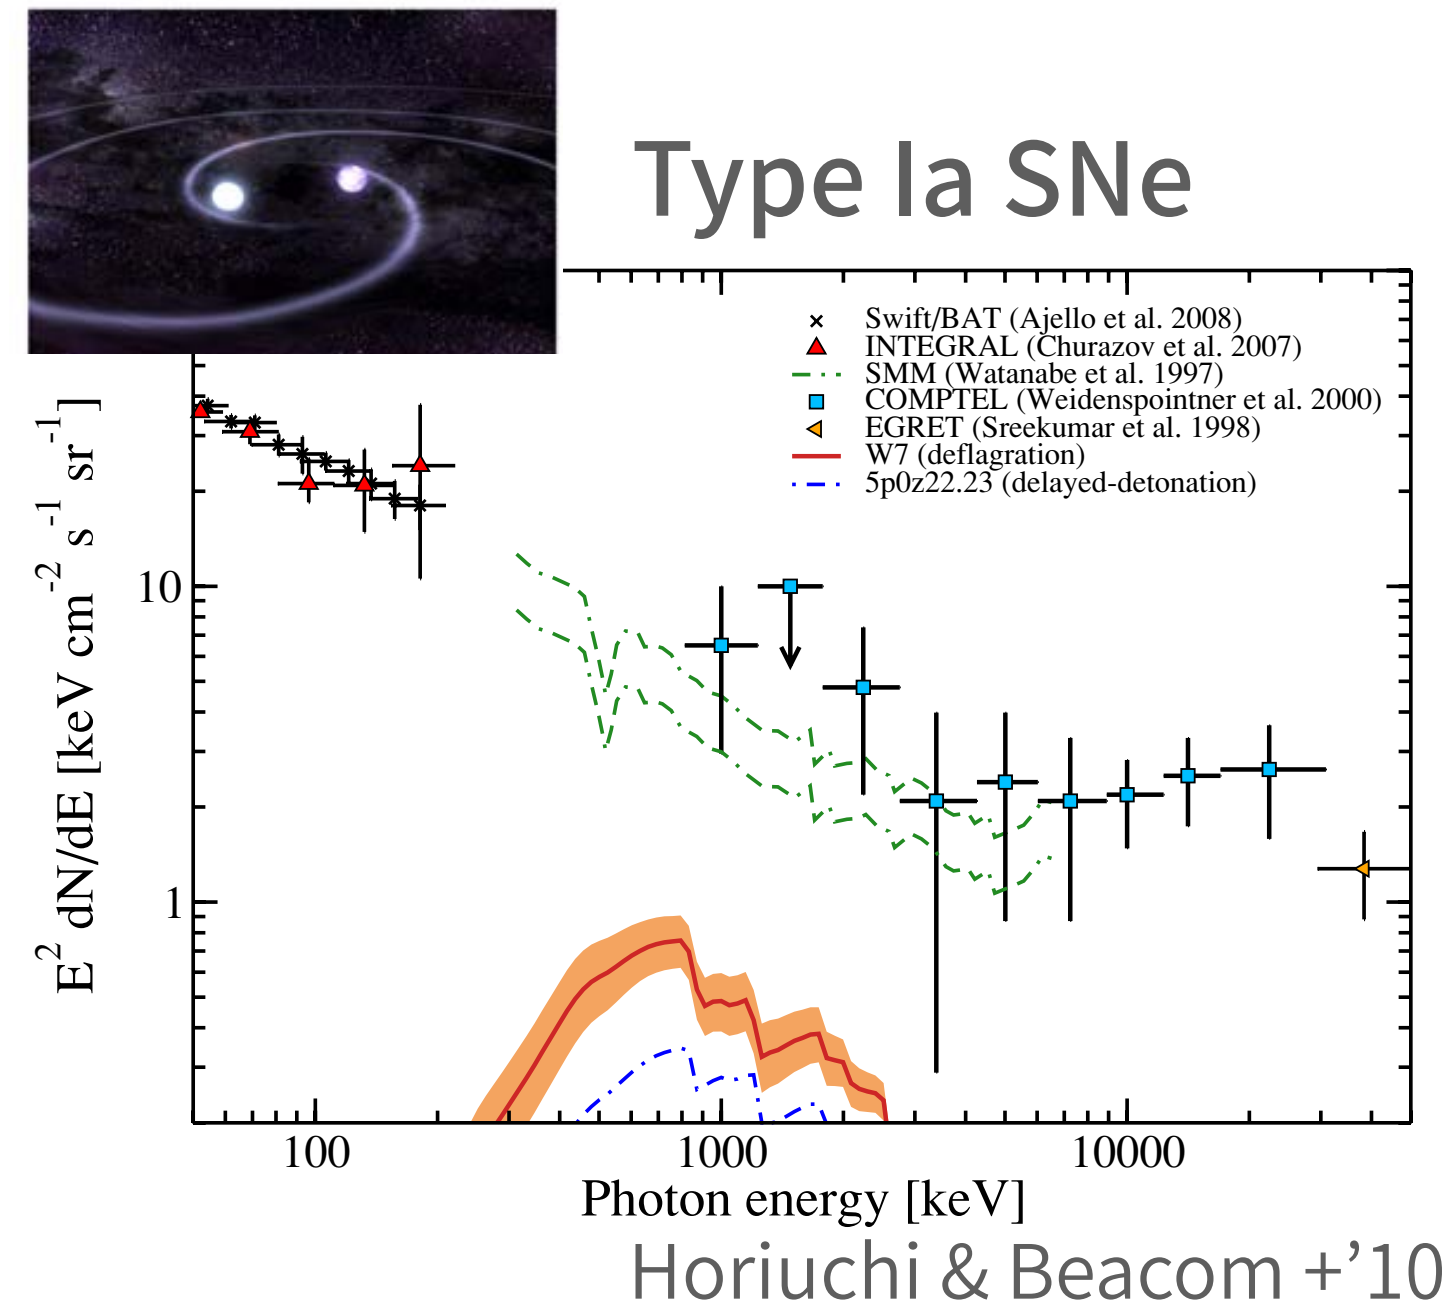 Type Ia SNe
Swift/BAT (Ajello et al. 2008)
INTEGRAL (Churazov et al. 2007)
SMM (Watanabe et al. 1997)
COMPTEL (Weidenspointner et al. 2000)
EGRET (Sreekumar et al. 1998)
W7 (deflagration)
5p0z22.23 (delayed-detonation)
E² dN/dE [keV cm⁻² s⁻¹ sr⁻¹]
10
1
100 1000 10000
Photon energy [keV]
Horiuchi & Beacom +’10